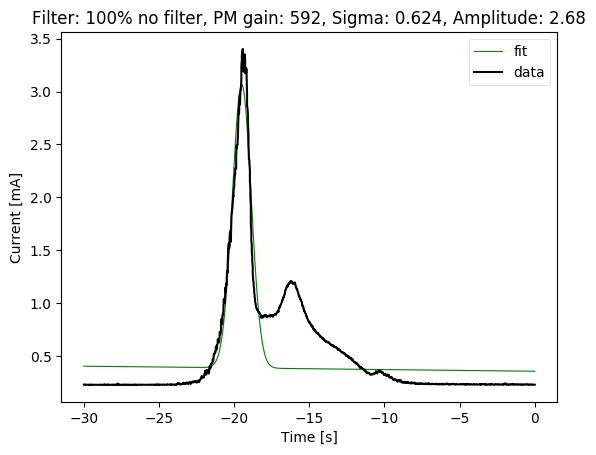 Filter: 100% no filter, PM gain: 592, Sigma: 0.624, Amplitude: 2.68
fit
data
3.5
3.0
2.5
2.0
1.5
1.0
0.5
Current [mA]
−30 −25 −20 −15 −10 −5 0
Time [s]